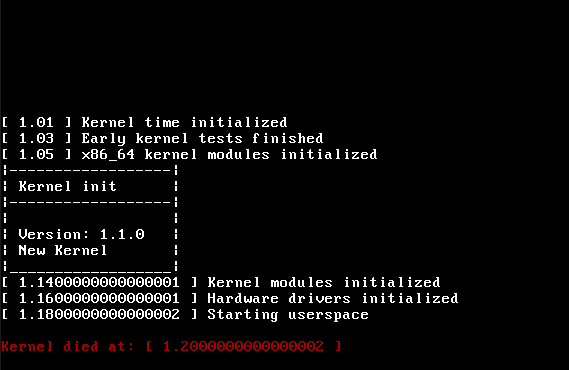 [ 1.01 ] Kernel time initialized
[ 1.03 ] Early kernel tests finished
[ 1.05 ] x86_64 kernel modules initialized
¦------------------¦
¦ Kernel init      ¦
¦------------------¦
¦                  ¦
¦ Version: 1.1.0   ¦
¦ New Kernel       ¦
¦__________________¦
[ 1.1400000000000001 ] Kernel modules initialized
[ 1.1600000000000001 ] Hardware drivers initialized
[ 1.1800000000000002 ] Starting userspace
Kernel died at: [ 1.2000000000000002 ]